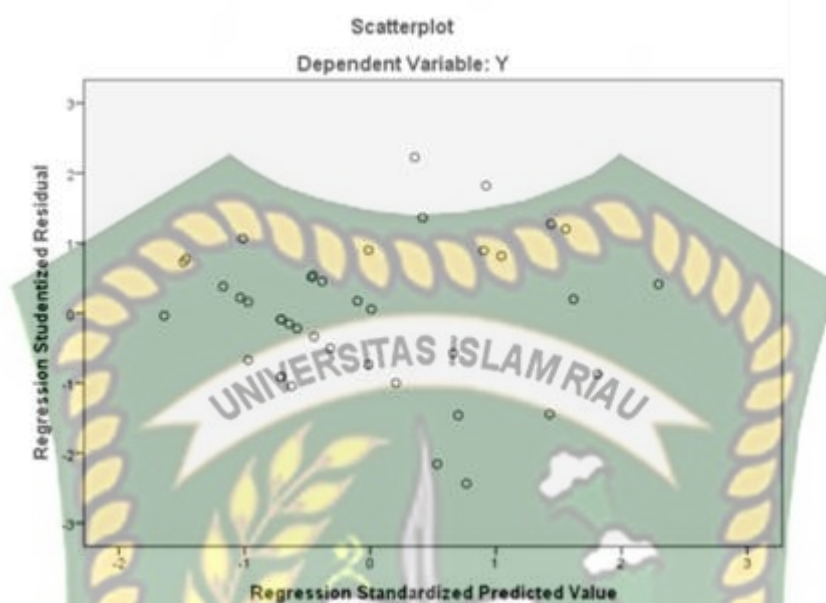 Scatterplot
Dependent Variable: Y
Regression Studentized Residual
3
2
1
0
-1
-2
-3
UNIVERSITAS ISLAM RIAU
-2 -1 0 1 2 3
Regression Standardized Predicted Value